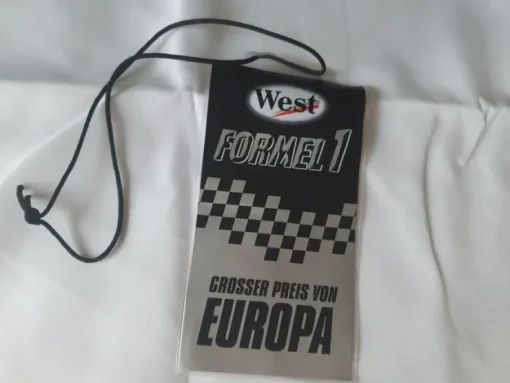 West
FORMEL 1
GROSSER PREIS VON
EUROPA